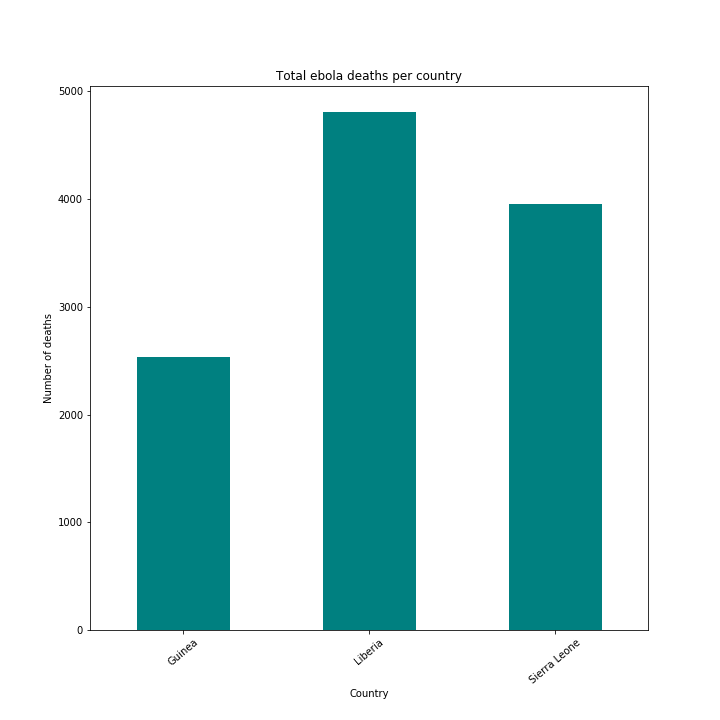 Total ebola deaths per country
5000
4000
3000
2000
1000
0
Number of deaths
Guinea
Liberia
Sierra Leone
Country